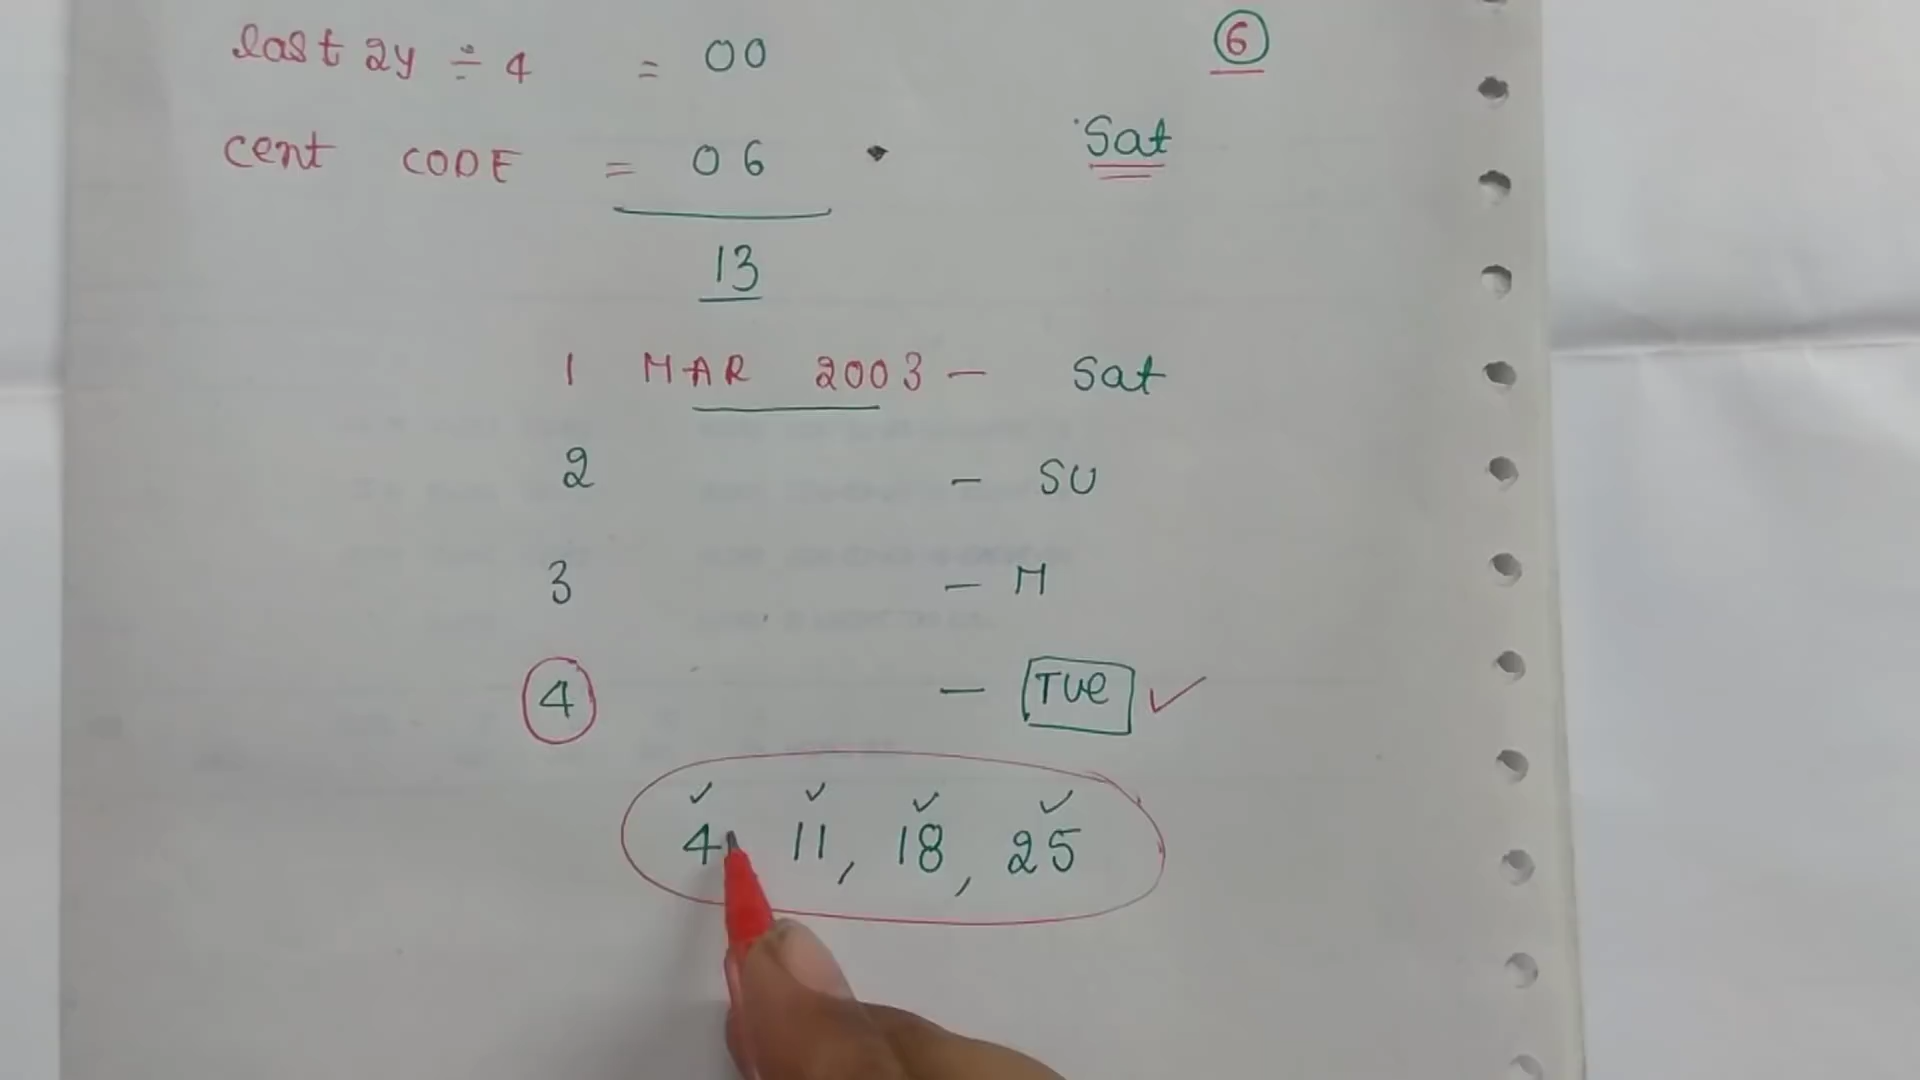 last 2y ÷ 4 = 00
6
cent CODE = 06
Sat
13
1 MAR 2003 - Sat
2 - SU
3 - M
4 - Tue ✓
✓ ✓ ✓ ✓
4, 11, 18, 25